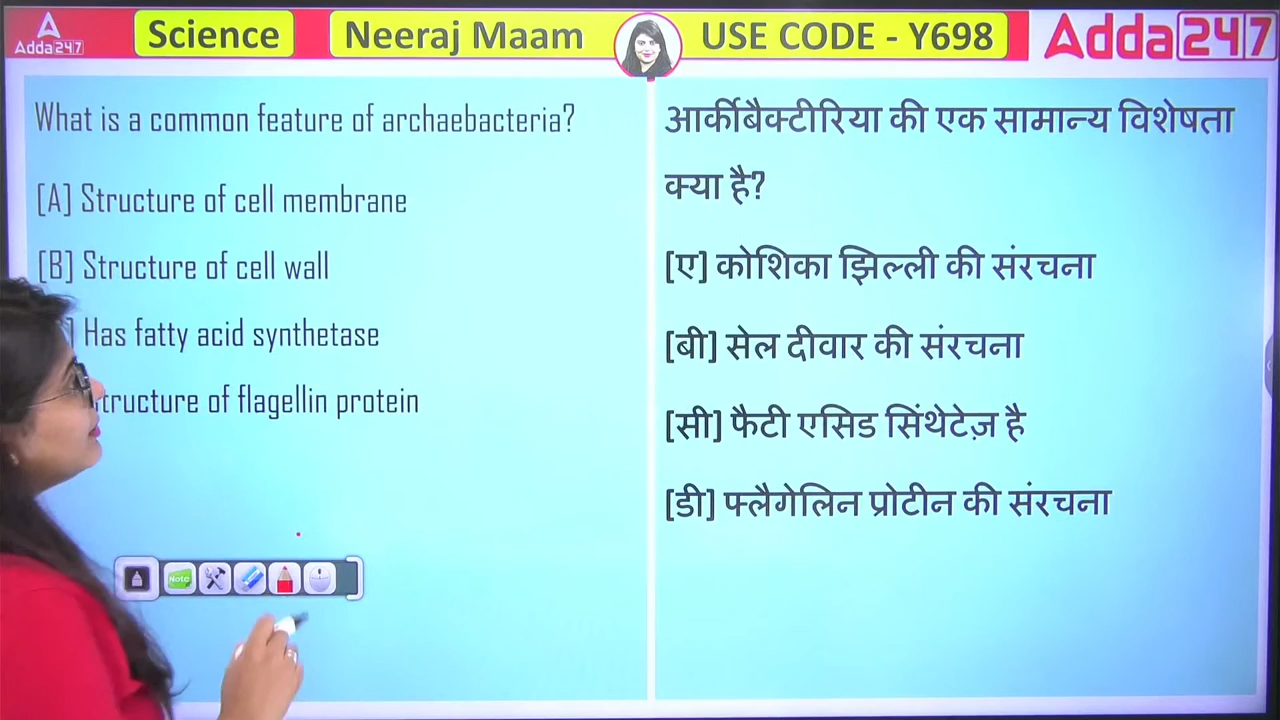 Adda247
Science
Neeraj Maam
USE CODE - Y698
Adda247
What is a common feature of archaebacteria?
[A] Structure of cell membrane
[B] Structure of cell wall
] Has fatty acid synthetase
tructure of flagellin protein
Note
आर्कीबैक्टीरिया की एक सामान्य विशेषता
क्या है?
[ए] कोशिका झिल्ली की संरचना
[बी] सेल दीवार की संरचना
[सी] फैटी एसिड सिंथेटेज़ है
[डी] फ्लैगेलिन प्रोटीन की संरचना